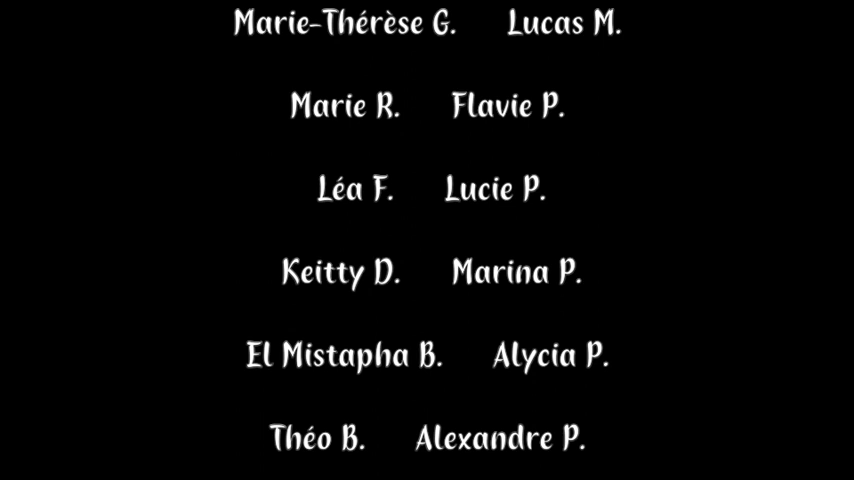 Marie-Thérèse G. Lucas M.
Marie R. Flavie P.
Léa F. Lucie P.
Keitty D. Marina P.
El Mistapha B. Alycia P.
Théo B. Alexandre P.